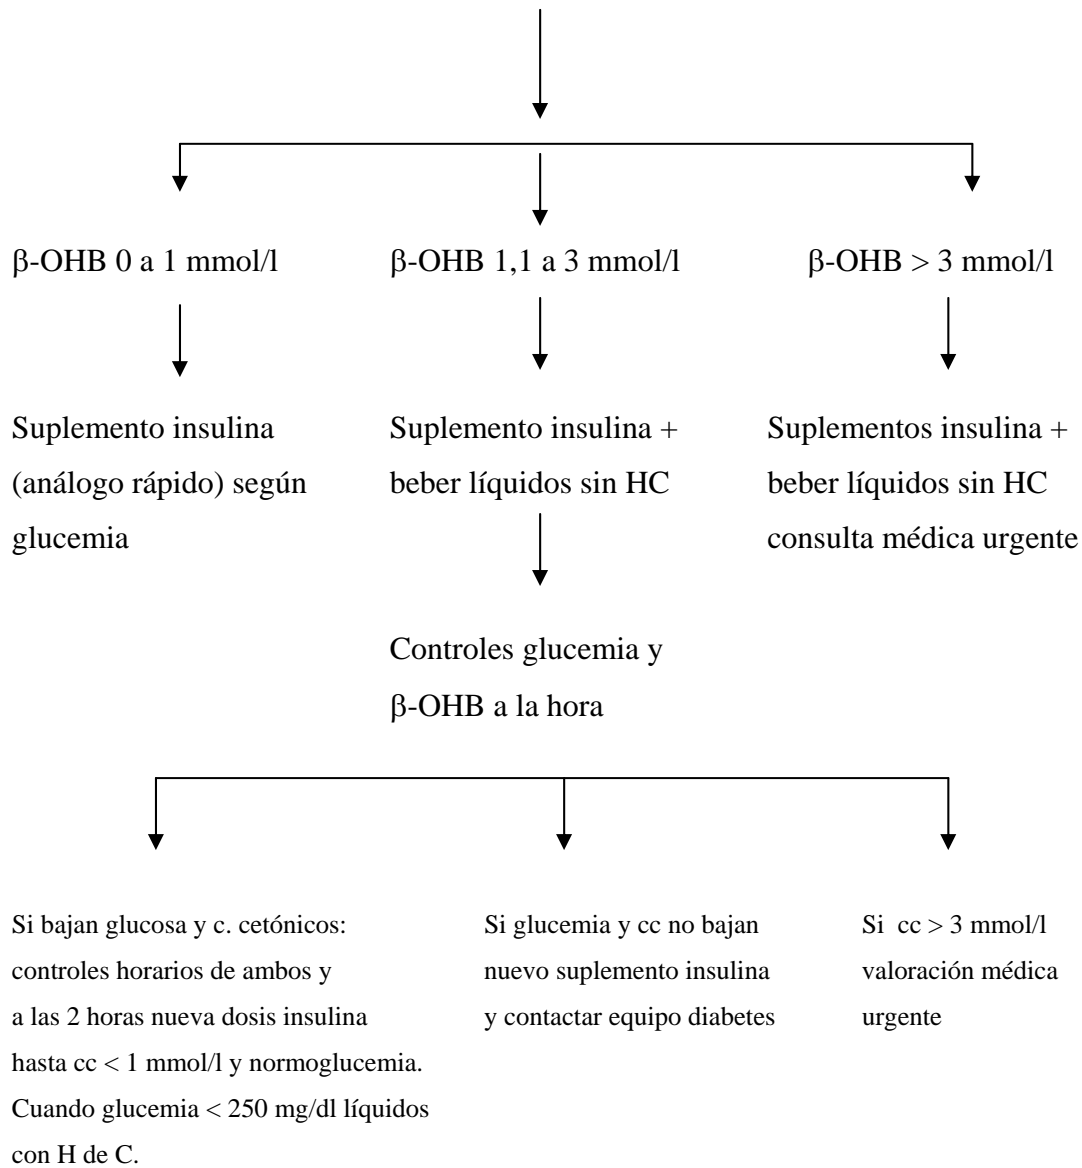 β-OHB 0 a 1 mmol/l
β-OHB 1,1 a 3 mmol/l
β-OHB > 3 mmol/l
Suplemento insulina
(análogo rápido) según
glucemia
Suplemento insulina +
beber líquidos sin HC
Suplementos insulina +
beber líquidos sin HC
consulta médica urgente
Controles glucemia y
β-OHB a la hora
Si bajan glucosa y c. cetónicos:
controles horarios de ambos y
a las 2 horas nueva dosis insulina
hasta cc < 1 mmol/l y normoglucemia.
Cuando glucemia < 250 mg/dl líquidos
con H de C.
Si glucemia y cc no bajan
nuevo suplemento insulina
y contactar equipo diabetes
Si cc > 3 mmol/l
valoración médica
urgente